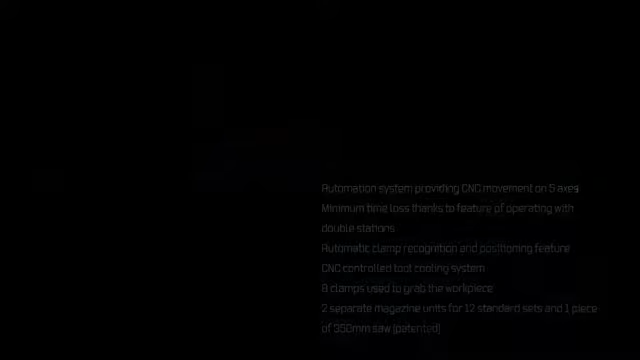 Automation system providing CNC movement on 5 axes
Minimum time loss thanks to feature of operating with
double stations
Automatic clamp recognition and positioning feature
CNC controlled tool cooling system
8 clamps used to grab the workpiece
2 separate magazine units for 12 standard sets and 1 piece
of 350mm saw (patented)